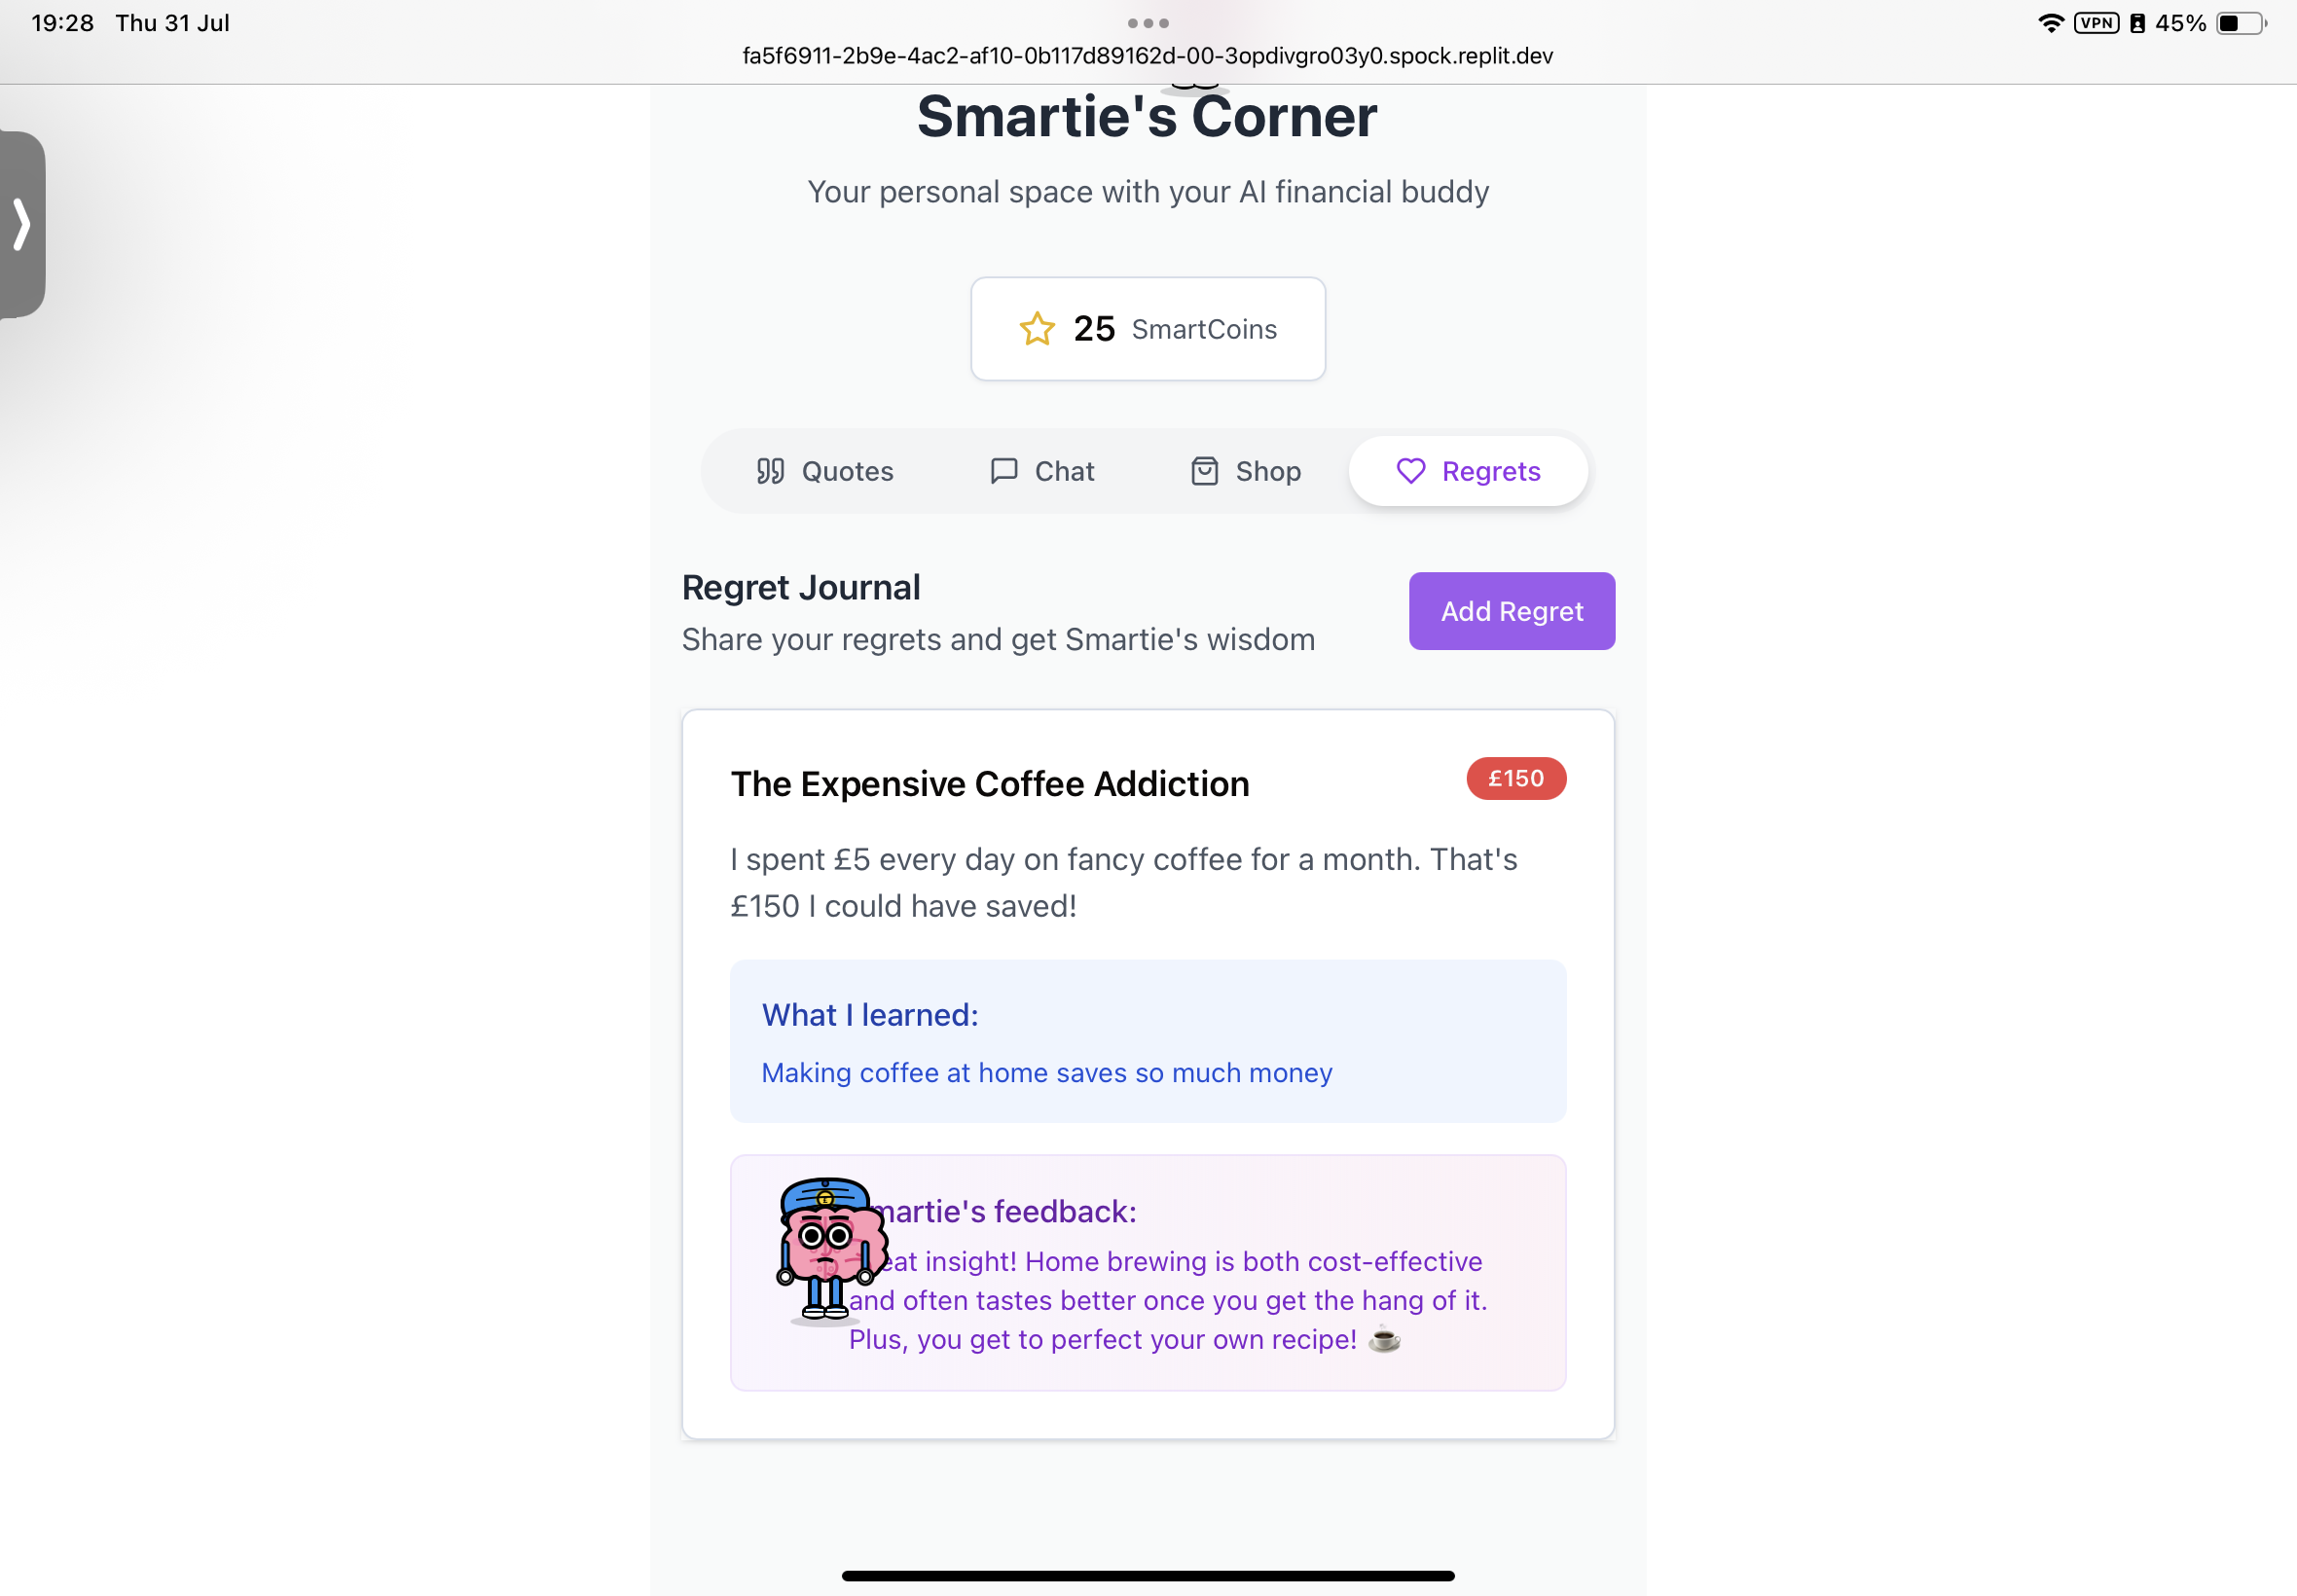 19:28 Thu 31 Jul
VPN 45%
fa5f6911-2b9e-4ac2-af10-0b117d89162d-00-3opdivgro03y0.spock.replit.dev
Smartie's Corner
Your personal space with your AI financial buddy
25 SmartCoins
Quotes Chat Shop Regrets
Regret Journal
Add Regret
Share your regrets and get Smartie's wisdom
The Expensive Coffee Addiction £150
I spent £5 every day on fancy coffee for a month. That's
£150 I could have saved!
What I learned:
Making coffee at home saves so much money
martie's feedback:
eat insight! Home brewing is both cost-effective
and often tastes better once you get the hang of it.
Plus, you get to perfect your own recipe! ☕